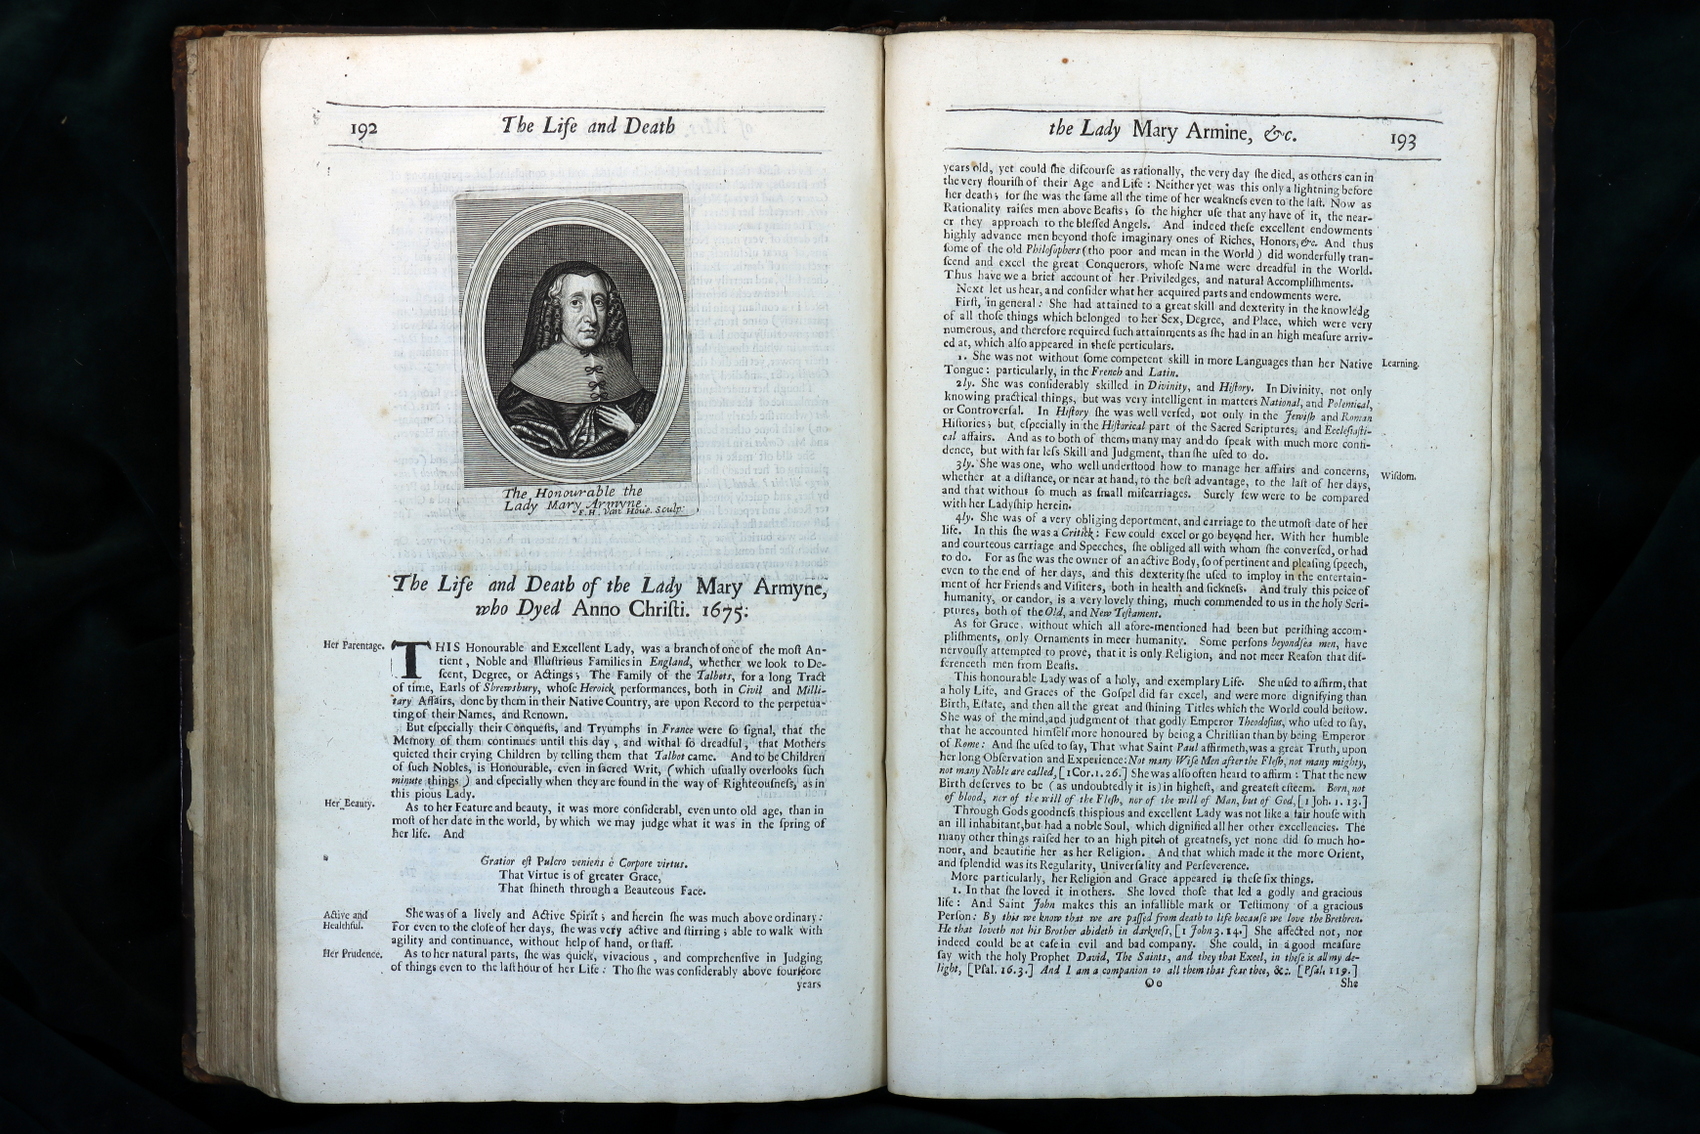 192
The Life and Death
The Honourable the
Lady Mary Armyne.
F. H. Van Houe. Sculp:
The Life and Death of the Lady Mary Armyne,
who Dyed Anno Chriſti. 1675:
Her Parentage.
THIS Honourable and Excellent Lady, was a branch of one of the moſt An-
tient, Noble and Illuſtrious Families in England, whether we look to De-
ſcent, Degree, or Actings; The Family of the Talbots, for a long Tract
of time, Earls of Shrewsbury, whoſe Heroick performances, both in Civil and Milli-
tary Affairs, done by them in their Native Country, are upon Record to the perpetua-
ting of their Names, and Renown.
But eſpecially their Conqueſts, and Tryumphs in France were ſo ſignal, that the
Memory of them continues until this day, and withal ſo dreadful, that Mothers
quieted their crying Children by telling them that Talbot came. And to be Children
of ſuch Nobles, is Honourable, even in ſacred Writ, (which uſually overlooks ſuch
minute things) and eſpecially when they are found in the way of Righteouſneſs, as in
this pious Lady.
Her Beauty.
As to her Feature and beauty, it was more conſiderabl, even unto old age, than in
moſt of her date in the world, by which we may judge what it was in the ſpring of
her life. And
Gratior eſt Pulcro veniens è Corpore virtus.
That Virtue is of greater Grace,
That ſhineth through a Beauteous Face.
Active and
Healthful.
She was of a lively and Active Spirit; and herein ſhe was much above ordinary:
For even to the cloſe of her days, ſhe was very active and ſtirring; able to walk with
agility and continuance, without help of hand, or ſtaff.
Her Prudence.
As to her natural parts, ſhe was quick, vivacious, and comprehenſive in Judging
of things even to the laſt hour of her Life: Tho ſhe was conſiderably above fourſcore
years
the Lady Mary Armine, &c.
193
years old, yet could ſhe diſcourſe as rationally, the very day ſhe died, as others can in
the very flouriſh of their Age and Life: Neither yet was this only a lightning before
her death; for ſhe was the ſame all the time of her weakneſs even to the laſt. Now as
Rationality raiſes men above Beaſts; ſo the higher uſe that any have of it, the near-
er they approach to the bleſſed Angels. And indeed theſe excellent endowments
highly advance men beyond thoſe imaginary ones of Riches, Honors, &c. And thus
ſome of the old Philoſophers (tho poor and mean in the World) did wonderfully tran-
ſcend and excel the great Conquerors, whoſe Name were dreadful in the World.
Thus have we a brief account of her Priviledges, and natural Accompliſhments.
Next let us hear, and conſider what her acquired parts and endowments were.
Firſt, in general: She had attained to a great skill and dexterity in the knowledg
of all thoſe things which belonged to her Sex, Degree, and Place, which were very
numerous, and therefore required ſuch attainments as ſhe had in an high meaſure arriv-
ed at, which alſo appeared in theſe perticulars.
1. She was not without ſome competent skill in more Languages than her Native
Tongue: particularly, in the French and Latin.
Learning.
2ly. She was conſiderably skilled in Divinity, and Hiſtory. In Divinity, not only
knowing practical things, but was very intelligent in matters National, and Polemical,
or Controverſal. In Hiſtory ſhe was well verſed, not only in the Jewiſh and Roman
Hiſtories; but eſpecially in the Hiſtorical part of the Sacred Scriptures, and Eccleſiaſti-
cal affairs. And as to both of them, many may and do ſpeak with much more confi-
dence, but with far leſs Skill and Judgment, than ſhe uſed to do.
3ly. She was one, who well underſtood how to manage her affairs and concerns,
whether at a diſtance, or near at hand, to the beſt advantage, to the laſt of her days,
and that without ſo much as ſmall miſcarriages. Surely few were to be compared
with her Ladyſhip herein.
Wiſdom.
4ly. She was of a very obliging deportment, and carriage to the utmoſt date of her
life. In this ſhe was a Critick: Few could excel or go beyond her. With her humble
and courteous carriage and Speeches, ſhe obliged all with whom ſhe converſed, or had
to do. For as ſhe was the owner of an active Body, ſo of pertinent and pleaſing ſpeech,
even to the end of her days, and this dexterity ſhe uſed to imploy in the entertain-
ment of her Friends and Viſiters, both in health and ſickneſs. And truly this peice of
humanity, or candor, is a very lovely thing, much commended to us in the holy Scri-
ptures, both of the Old, and New Teſtament.
As for Grace, without which all afore-mentioned had been but periſhing accom-
pliſhments, only Ornaments in meer humanity. Some perſons beyond ſea men, have
nervouſly attempted to prove, that it is only Religion, and not meer Reaſon that dif-
ferenceth men from Beaſts.
This honourable Lady was of a holy, and exemplary Life. She uſed to affirm, that
a holy Life, and Graces of the Goſpel did far excel, and were more dignifying than
Birth, Eſtate, and then all the great and ſhining Titles which the World could beſtow.
She was of the mind, and judgment of that godly Emperor Theodoſius, who uſed to ſay,
that he accounted himſelf more honoured by being a Chriſtian than by being Emperor
of Rome: And ſhe uſed to ſay, That what Saint Paul affirmeth, was a great Truth, upon
her long Obſervation and Experience: Not many Wiſe Men after the Fleſh, not many mighty,
not many Noble are called, [1 Cor. 1. 26.] She was alſo often heard to affirm: That the new
Birth deſerves to be (as undoubtedly it is) in higheſt, and greateſt eſteem. Born, not
of blood, nor of the will of the Fleſh, nor of the will of Man, but of God, [1 Joh. 1. 13.]
Through Gods goodneſs this pious and excellent Lady was not like a fair houſe with
an ill inhabitant, but had a noble Soul, which dignified all her other excellencies. The
many other things raiſed her to an high pitch of greatneſs, yet none did ſo much ho-
nour, and beautifie her as her Religion. And that which made it the more Orient,
and ſplendid was its Regularity, Univerſality and Perſeverence.
More particularly, her Religion and Grace appeared in theſe ſix things.
1. In that ſhe loved it in others. She loved thoſe that led a godly and gracious
life: And Saint John makes this an infallible mark or Teſtimony of a gracious
Perſon: By this we know that we are paſſed from death to life becauſe we love the Brethren.
He that loveth not his Brother abideth in darkneſs, [1 John 3. 14.] She affected not, nor
indeed could be at eaſe in evil and bad company. She could, in a good meaſure
ſay with the holy Prophet David, The Saints, and they that Excel, in theſe is all my de-
light, [Pſal. 16. 3.] And I am a companion to all them that fear thee, &c. [Pſal. 119.]
Oo
She